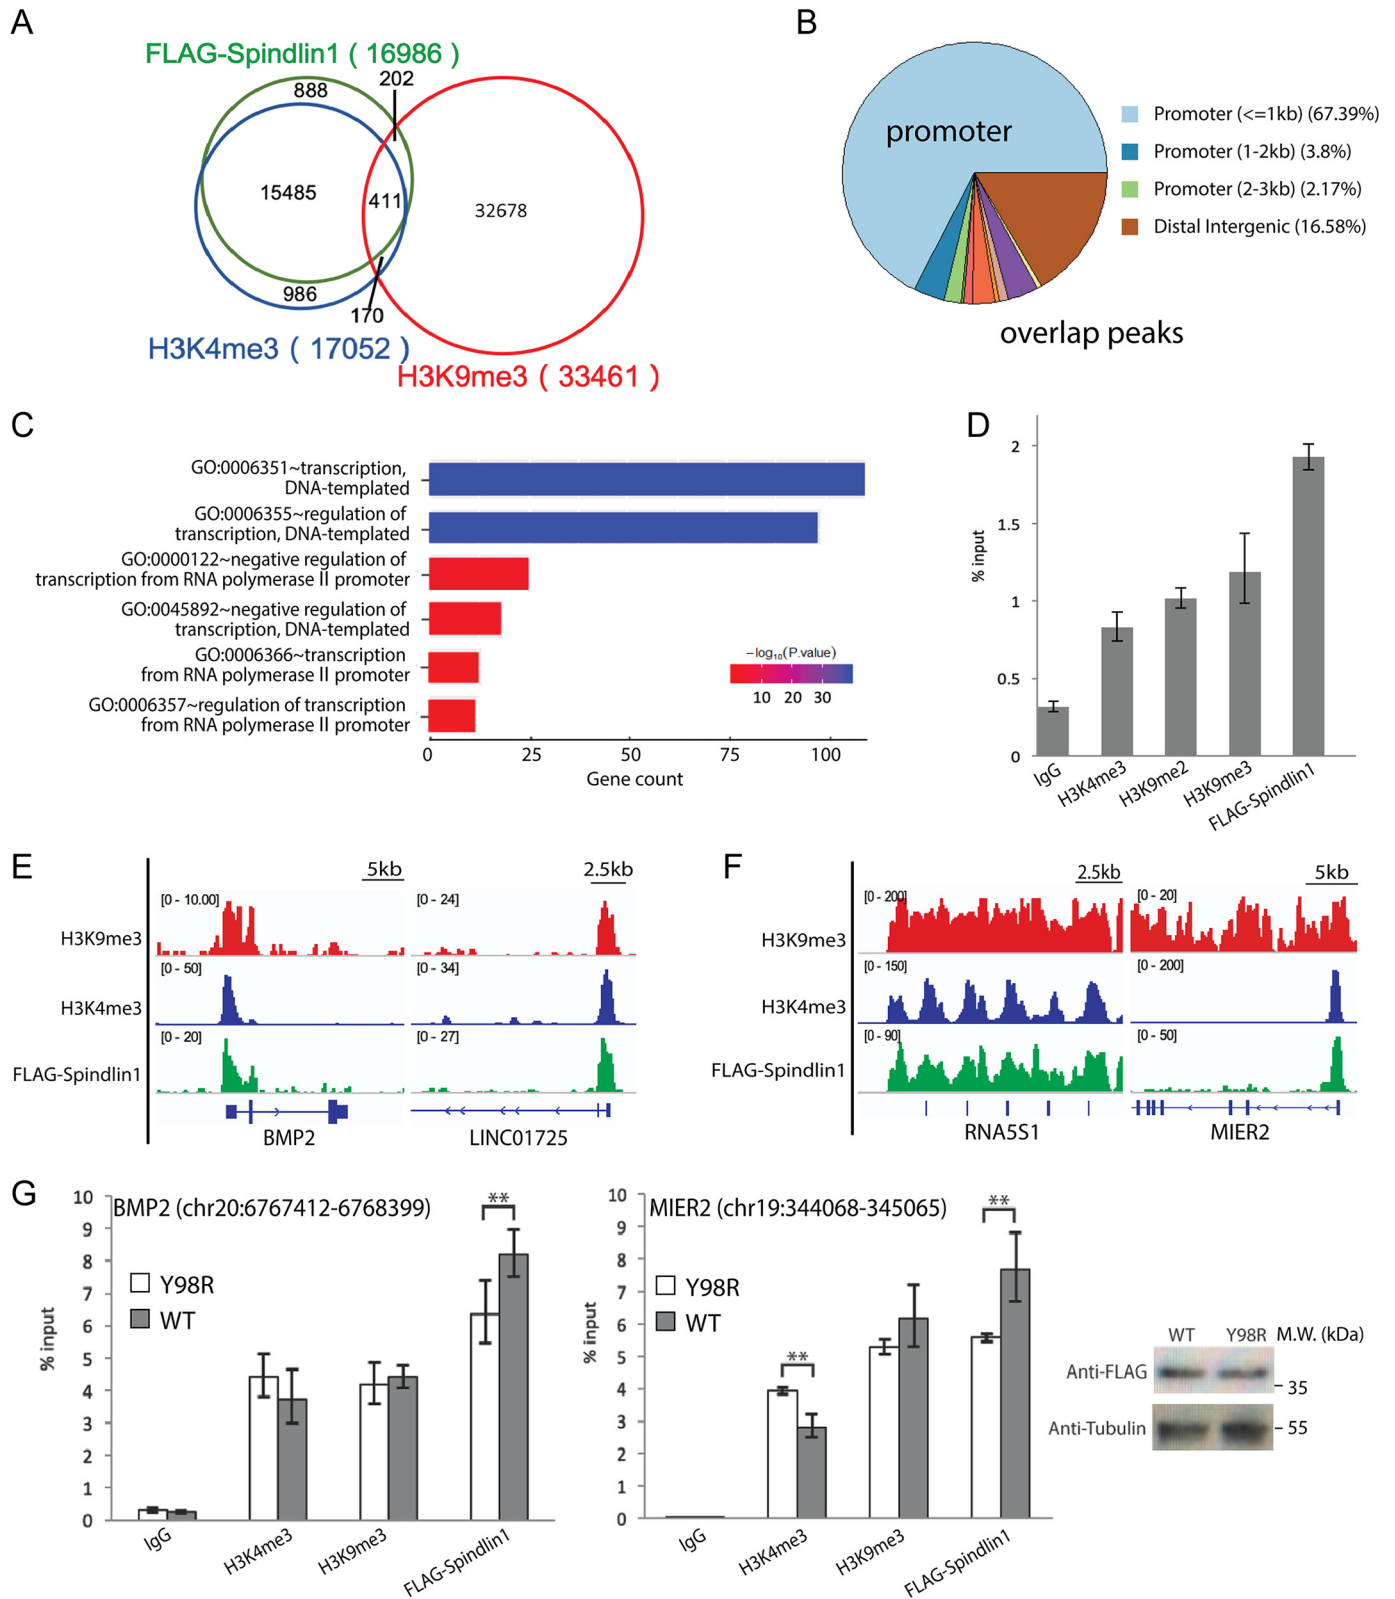 A
FLAG-Spindlin1 ( 16986 )
888
202
15485
411
32678
986
170
H3K4me3 ( 17052 )
H3K9me3 ( 33461 )
B
promoter
Promoter (<=1kb) (67.39%)
Promoter (1-2kb) (3.8%)
Promoter (2-3kb) (2.17%)
Distal Intergenic (16.58%)
overlap peaks
C
GO:0006351~transcription,
DNA-templated
GO:0006355~regulation of
transcription, DNA-templated
GO:0000122~negative regulation of
transcription from RNA polymerase II promoter
GO:0045892~negative regulation of
transcription, DNA-templated
GO:0006366~transcription
from RNA polymerase II promoter
GO:0006357~regulation of transcription
from RNA polymerase II promoter
−log10(P.value)
10 20 30
0 25 50 75 100
Gene count
D
% input
2
1.5
1
0.5
0
IgG
H3K4me3
H3K9me2
H3K9me3
FLAG-Spindlin1
E
5kb
2.5kb
H3K9me3
[0 - 10.00]
[0 - 24]
H3K4me3
[0 - 50]
[0 - 34]
FLAG-Spindlin1
[0 - 20]
[0 - 27]
BMP2
LINC01725
F
2.5kb
5kb
H3K9me3
[0 - 200]
[0 - 20]
H3K4me3
[0 - 150]
[0 - 200]
FLAG-Spindlin1
[0 - 90]
[0 - 50]
RNA5S1
MIER2
G
BMP2 (chr20:6767412-6768399)
**
Y98R
WT
% input
10
9
8
7
6
5
4
3
2
1
0
IgG
H3K4me3
H3K9me3
FLAG-Spindlin1
MIER2 (chr19:344068-345065)
**
**
Y98R
WT
% input
10
9
8
7
6
5
4
3
2
1
0
IgG
H3K4me3
H3K9me3
FLAG-Spindlin1
WT Y98R M.W. (kDa)
Anti-FLAG
35
Anti-Tubulin
55